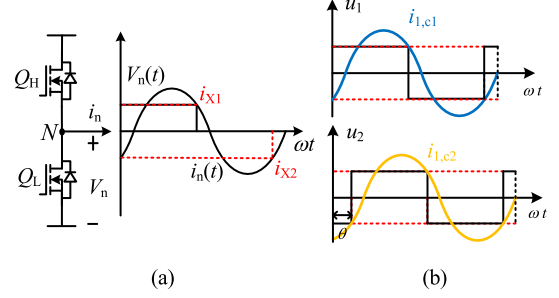 Q_H
i_n
N
+
Q_L
V_n
−
V_n(t)
i_X1
ωt
i_n(t)
i_X2
(a)
u_1
i_1,c1
ωt
u_2
i_1,c2
θ
ωt
(b)